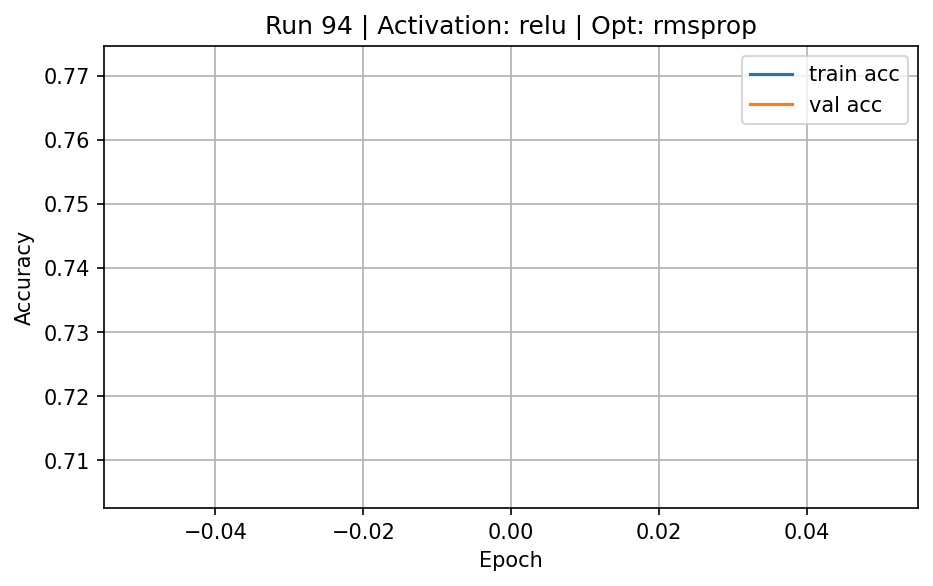 Run 94 | Activation: relu | Opt: rmsprop
train acc
val acc
0.77
0.76
0.75
0.74
0.73
0.72
0.71
Accuracy
−0.04
−0.02
0.00
0.02
0.04
Epoch